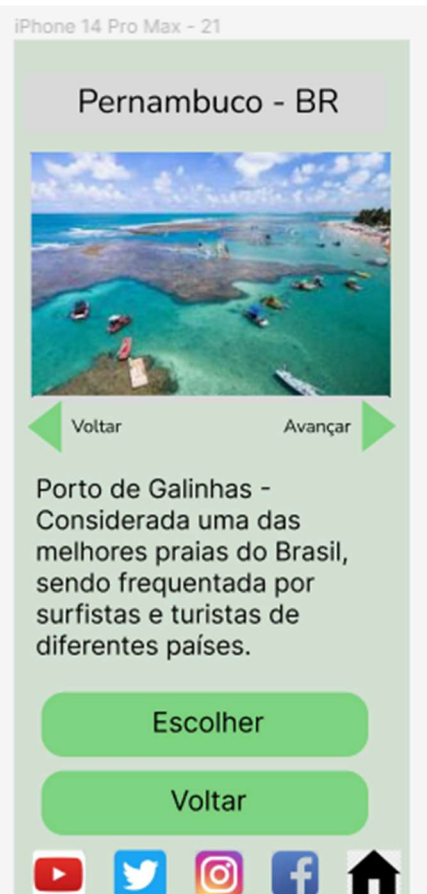 iPhone 14 Pro Max - 21
Pernambuco - BR
Voltar
Avançar
Porto de Galinhas -
Considerada uma das
melhores praias do Brasil,
sendo frequentada por
surfistas e turistas de
diferentes países.
Escolher
Voltar